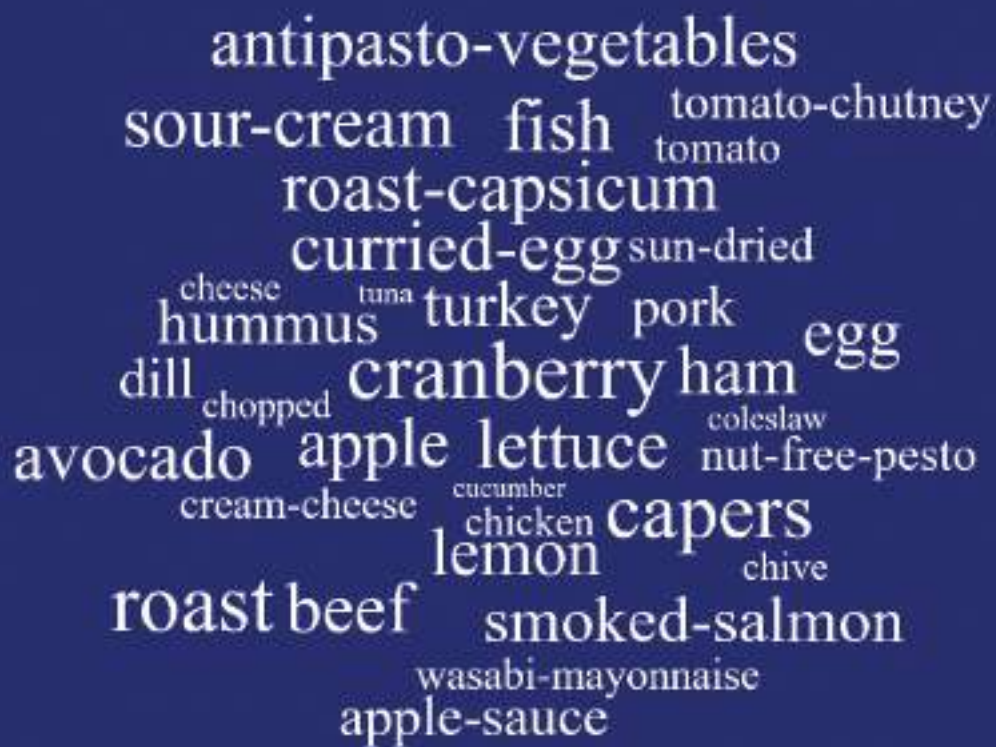 antipasto-vegetables
sour-cream fish tomato-chutney
tomato
roast-capsicum
curried-egg sun-dried
cheese tuna turkey pork
hummus egg
dill cranberry ham
chopped coleslaw
avocado apple lettuce nut-free-pesto
cream-cheese cucumber
chicken capers
lemon chive
roast beef smoked-salmon
wasabi-mayonnaise
apple-sauce